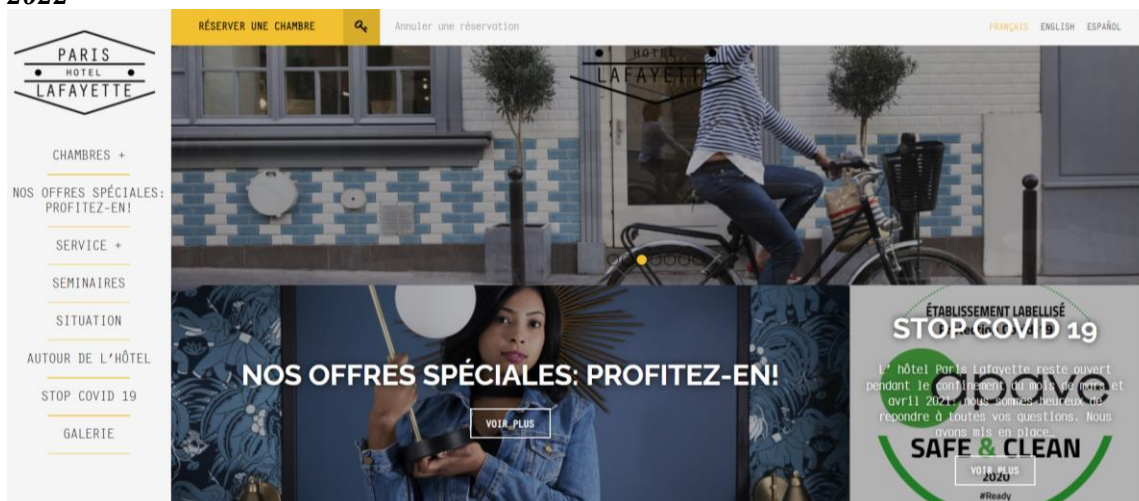 2022
RÉSERVER UNE CHAMBRE
Annuler une réservation
FRANÇAIS ENGLISH ESPAÑOL
PARIS
HOTEL
LAFAYETTE
CHAMBRES +
NOS OFFRES SPÉCIALES:
PROFITEZ-EN!
SERVICE +
SEMINAIRES
SITUATION
AUTOUR DE L'HÔTEL
STOP COVID 19
GALERIE
HOTEL
LAFAYETTE
NOS OFFRES SPÉCIALES: PROFITEZ-EN!
VOIR PLUS
ÉTABLISSEMENT LABELLISÉ
STOP COVID 19
L' hôtel Paris Lafayette reste ouvert
pendant le confinement du mois de mars et
avril 2021: nous sommes heureux de
repondre à toutes vos questions. Nous
avons mis en place…
SAFE & CLEAN
VOIR PLUS
2020
#Ready